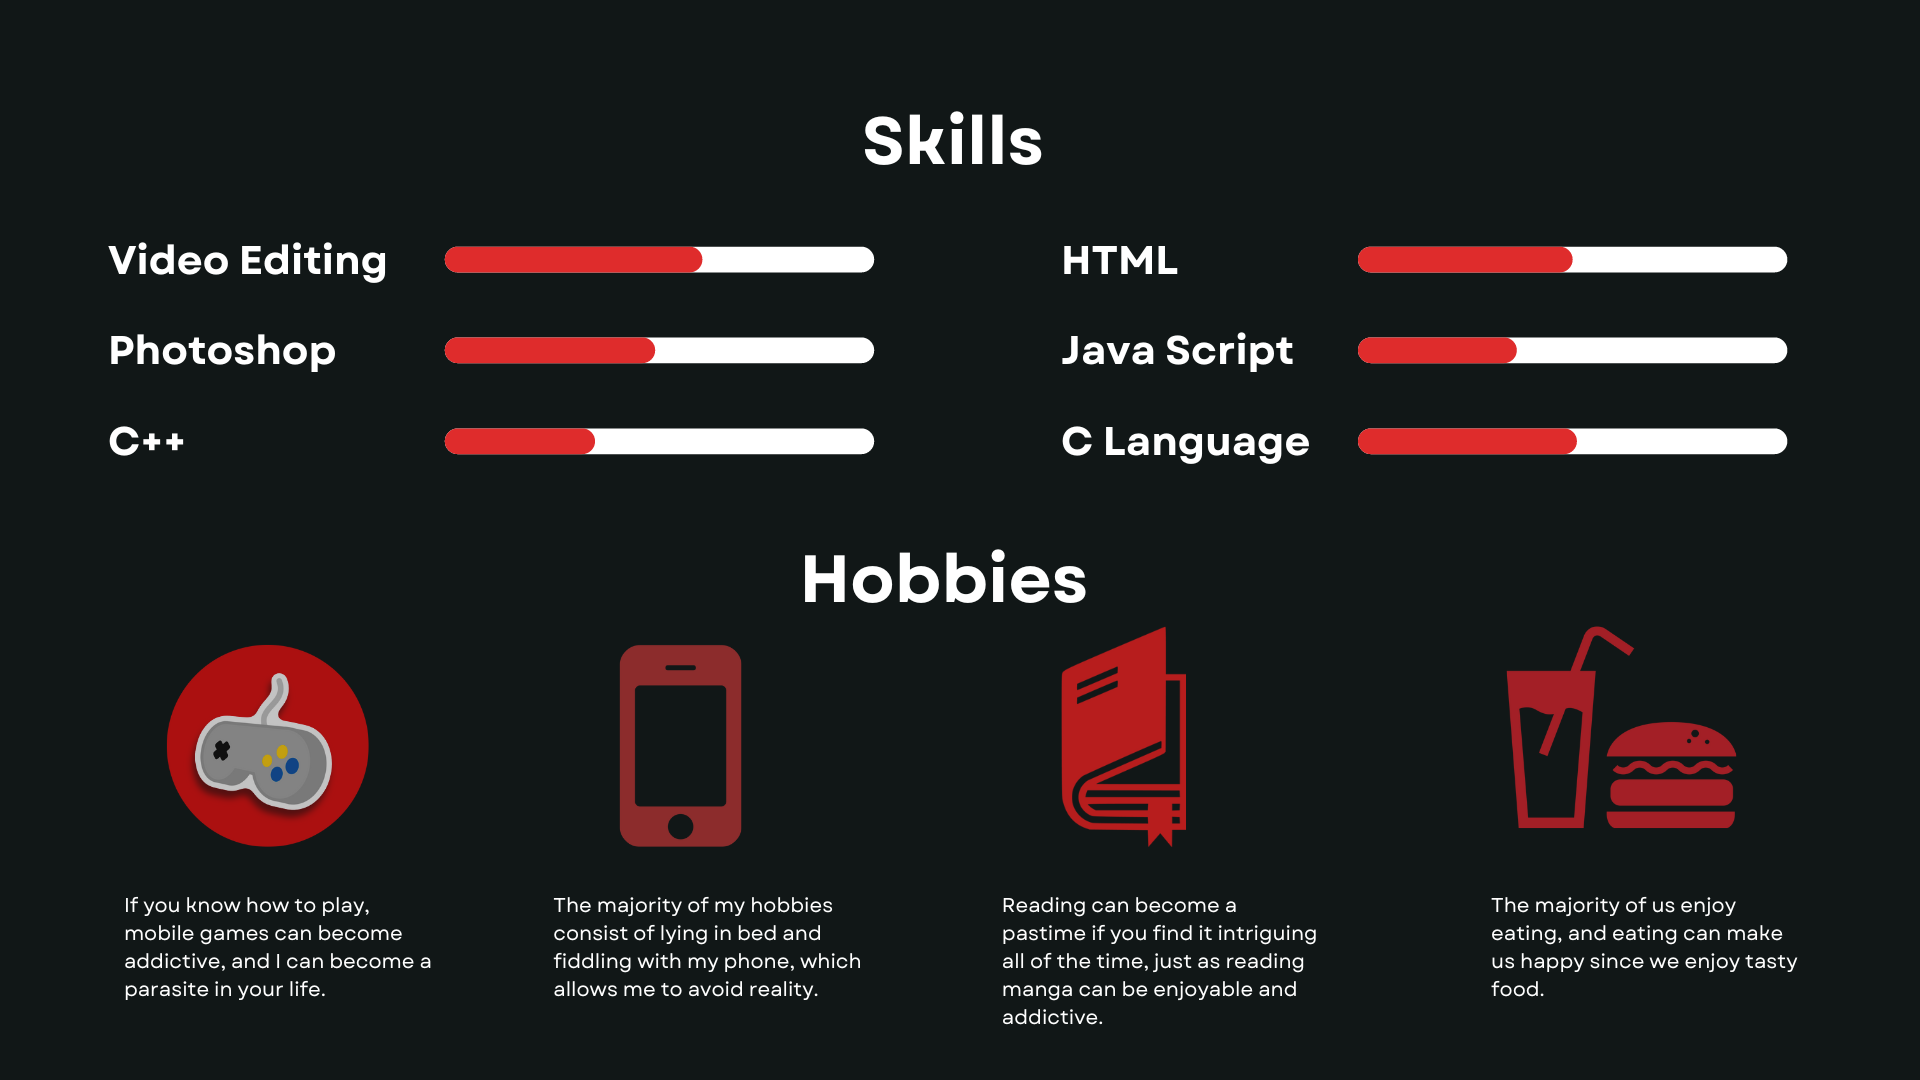 Skills
Video Editing
Photoshop
C++
HTML
Java Script
C Language
Hobbies
If you know how to play,
mobile games can become
addictive, and I can become a
parasite in your life.
The majority of my hobbies
consist of lying in bed and
fiddling with my phone, which
allows me to avoid reality.
Reading can become a
pastime if you find it intriguing
all of the time, just as reading
manga can be enjoyable and
addictive.
The majority of us enjoy
eating, and eating can make
us happy since we enjoy tasty
food.